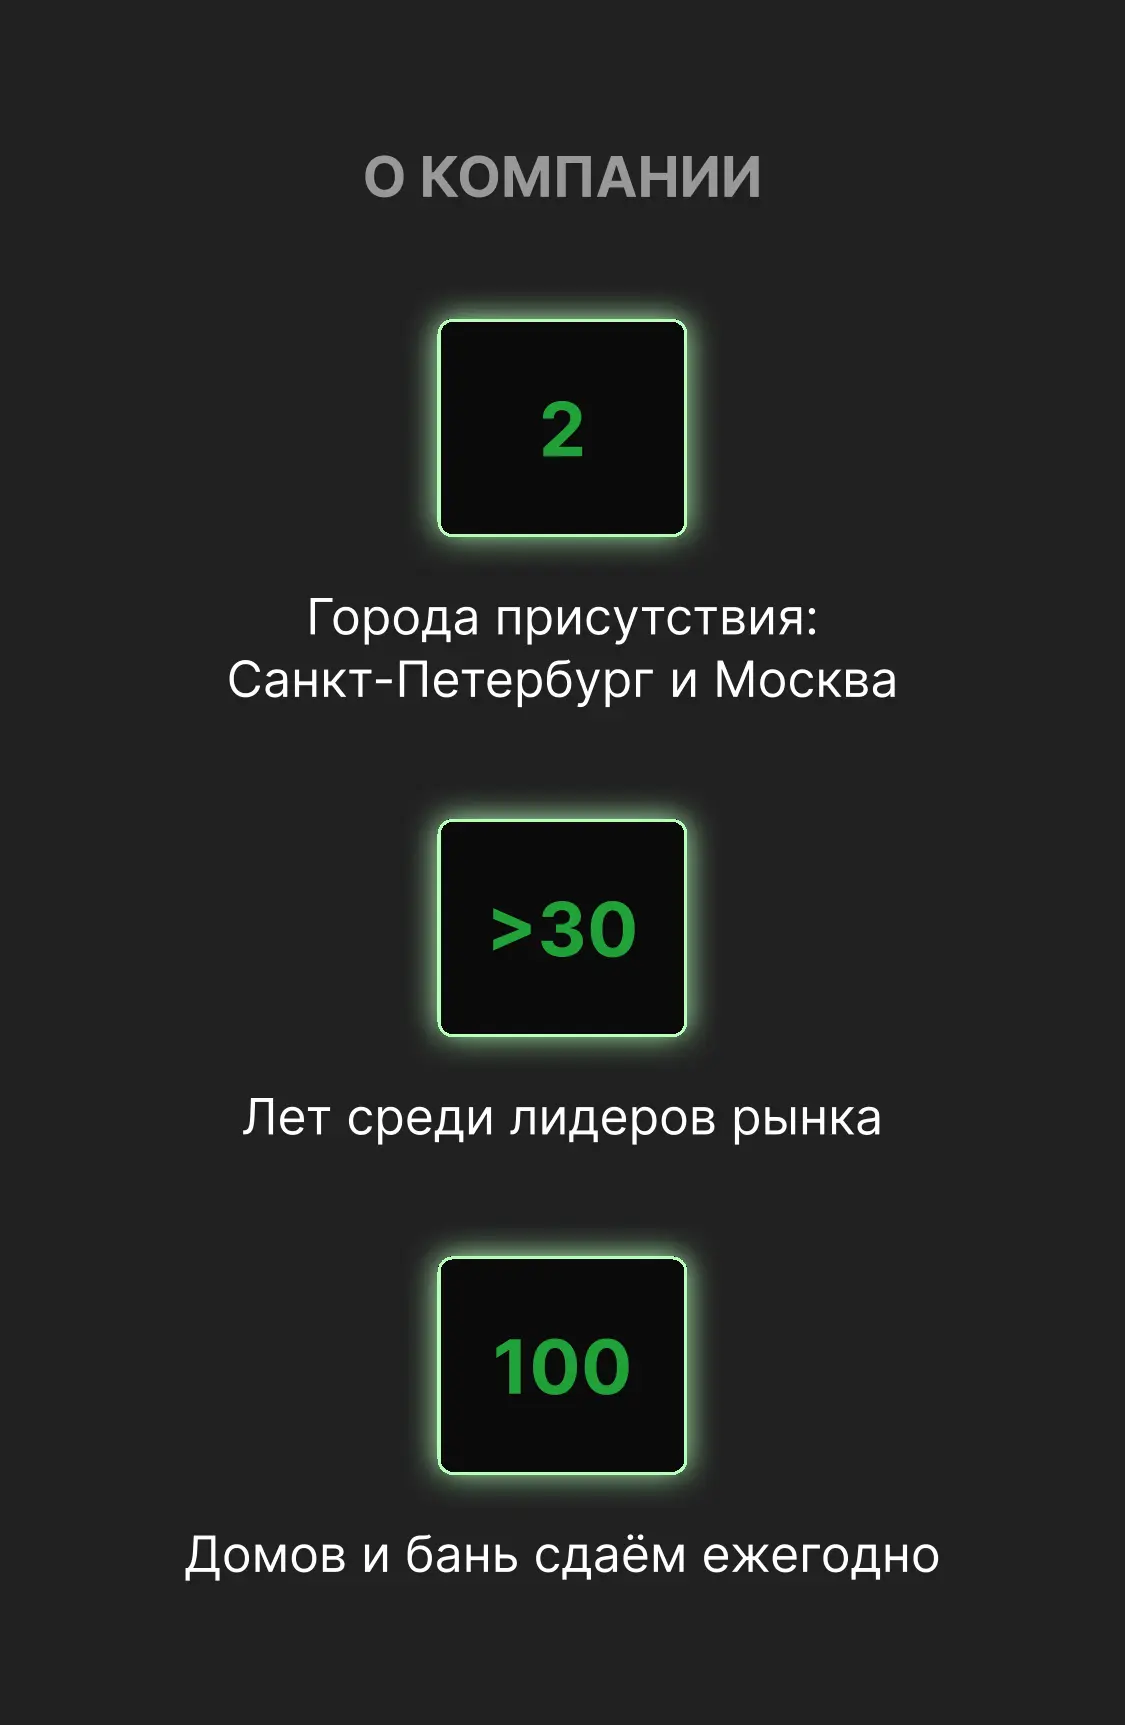 О КОМПАНИИ
2
Города присутствия:
Санкт-Петербург и Москва
>30
Лет среди лидеров рынка
100
Домов и бань сдаём ежегодно